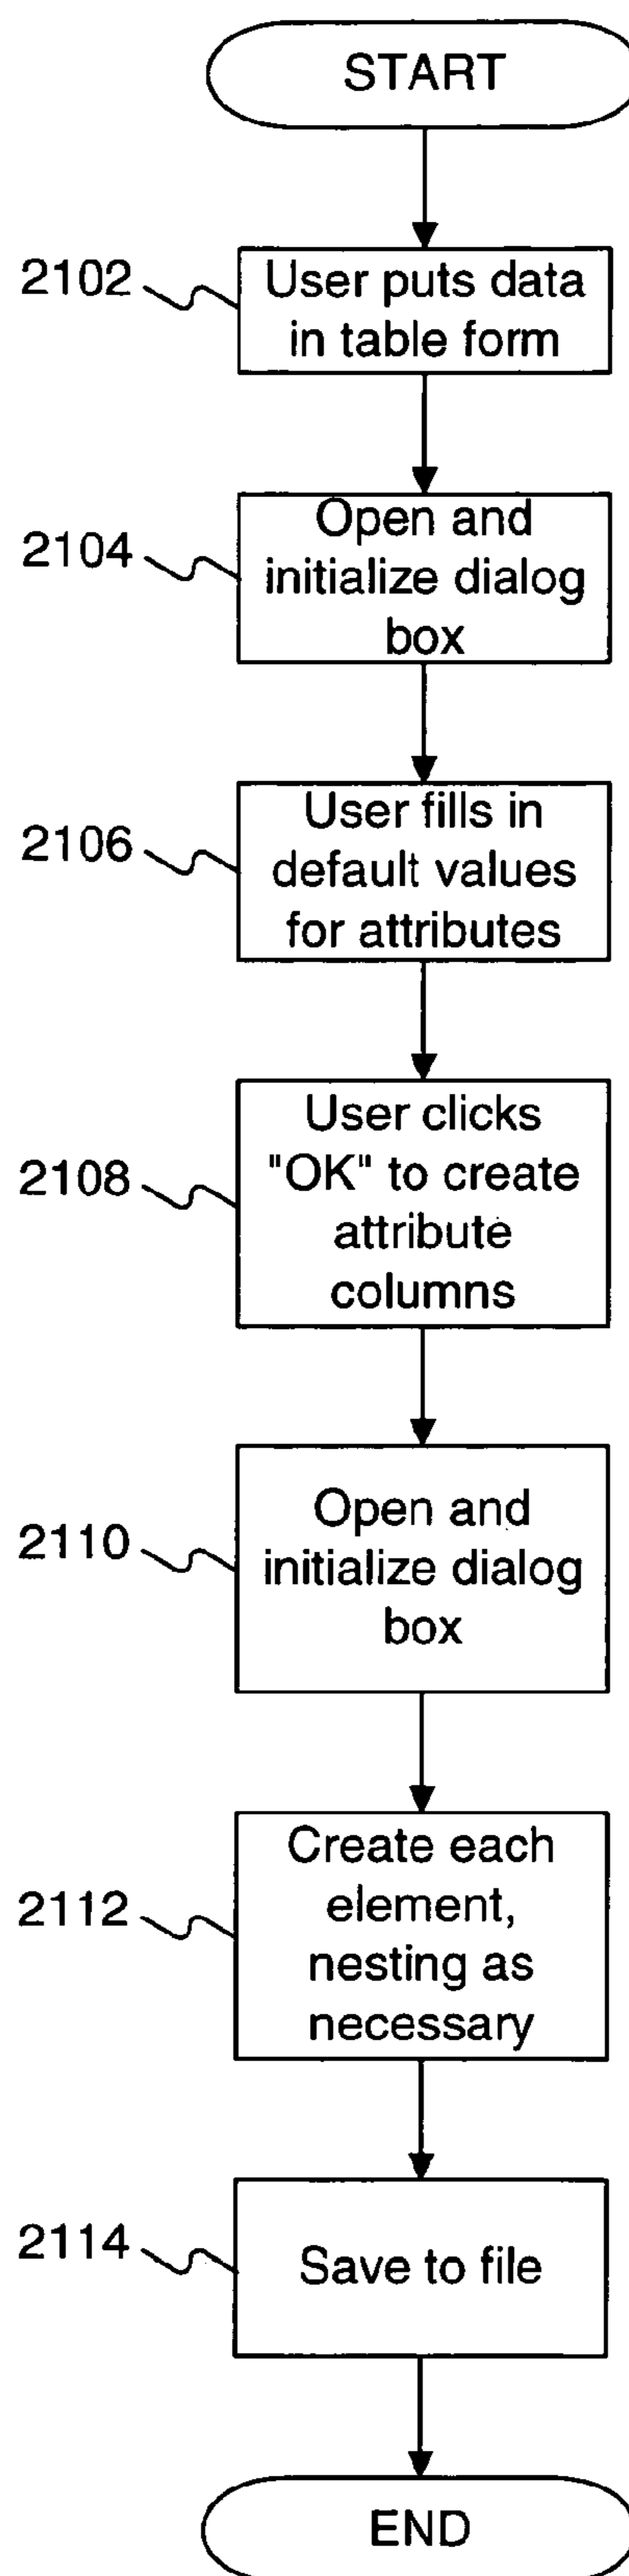 START
2102
User puts data
in table form
2104
Open and
initialize dialog
box
2106
User fills in
default values
for attributes
2108
User clicks
"OK" to create
attribute
columns
2110
Open and
initialize dialog
box
2112
Create each
element,
nesting as
necessary
2114
Save to file
END